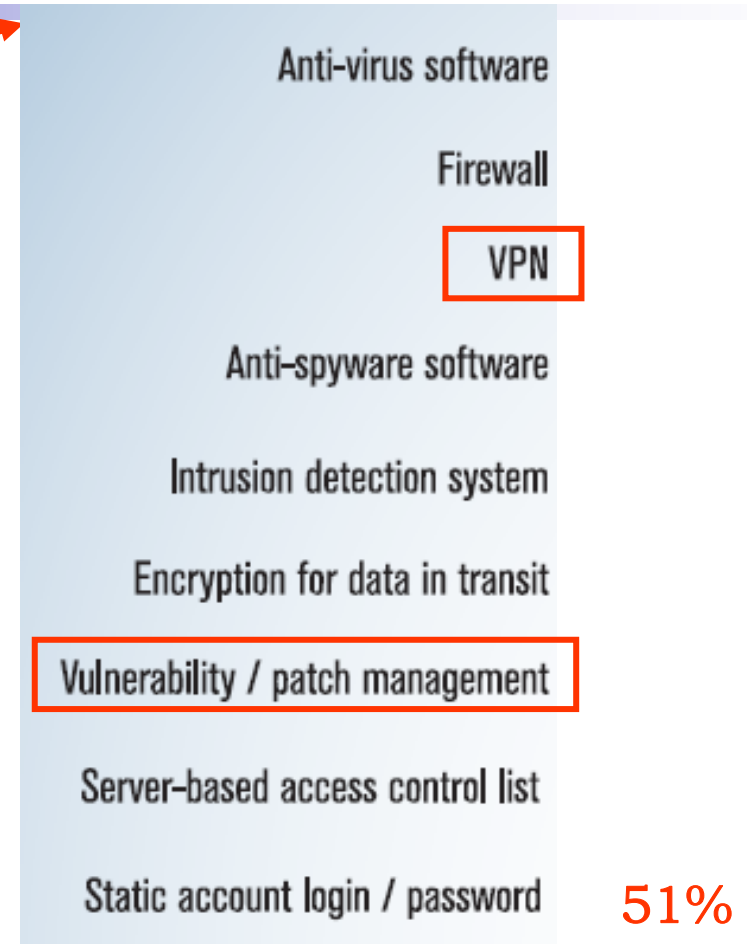 Anti-virus software
Firewall
VPN
Anti-spyware software
Intrusion detection system
Encryption for data in transit
Vulnerability / patch management
Server-based access control list
Static account login / password 51%